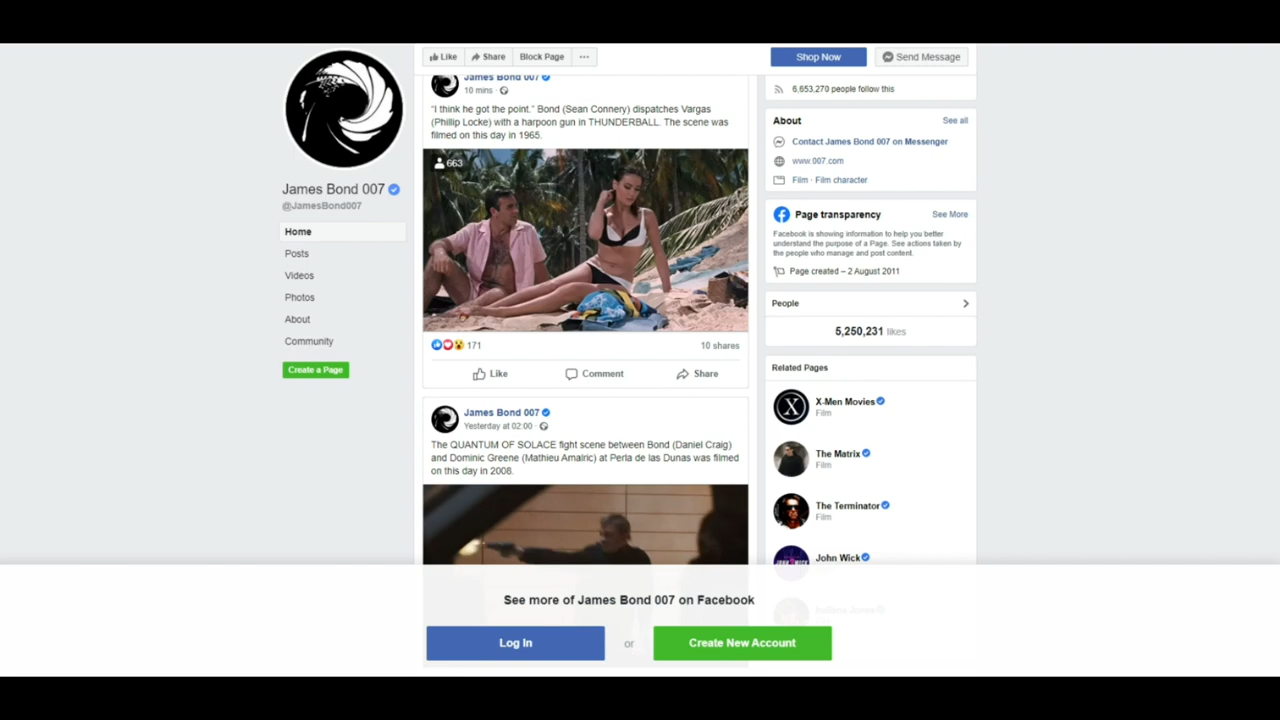 Like
Share
Block Page
Shop Now
Send Message
James Bond 007
@JamesBond007
Home
Posts
Videos
Photos
About
Community
Create a Page
James Bond 007
10 mins
"I think he got the point." Bond (Sean Connery) dispatches Vargas
(Phillip Locke) with a harpoon gun in THUNDERBALL. The scene was
filmed on this day in 1965.
663
171
10 shares
Like
Comment
Share
James Bond 007
Yesterday at 02:00
The QUANTUM OF SOLACE fight scene between Bond (Daniel Craig)
and Dominic Greene (Mathieu Amalric) at Perla de las Dunas was filmed
on this day in 2008.
6,653,270 people follow this
About
See all
Contact James Bond 007 on Messenger
www.007.com
Film · Film character
Page transparency
See More
Facebook is showing information to help you better
understand the purpose of a Page. See actions taken by
the people who manage and post content.
Page created – 2 August 2011
People
5,250,231 likes
Related Pages
X-Men Movies
Film
The Matrix
Film
The Terminator
Film
John Wick
See more of James Bond 007 on Facebook
Log In
or
Create New Account